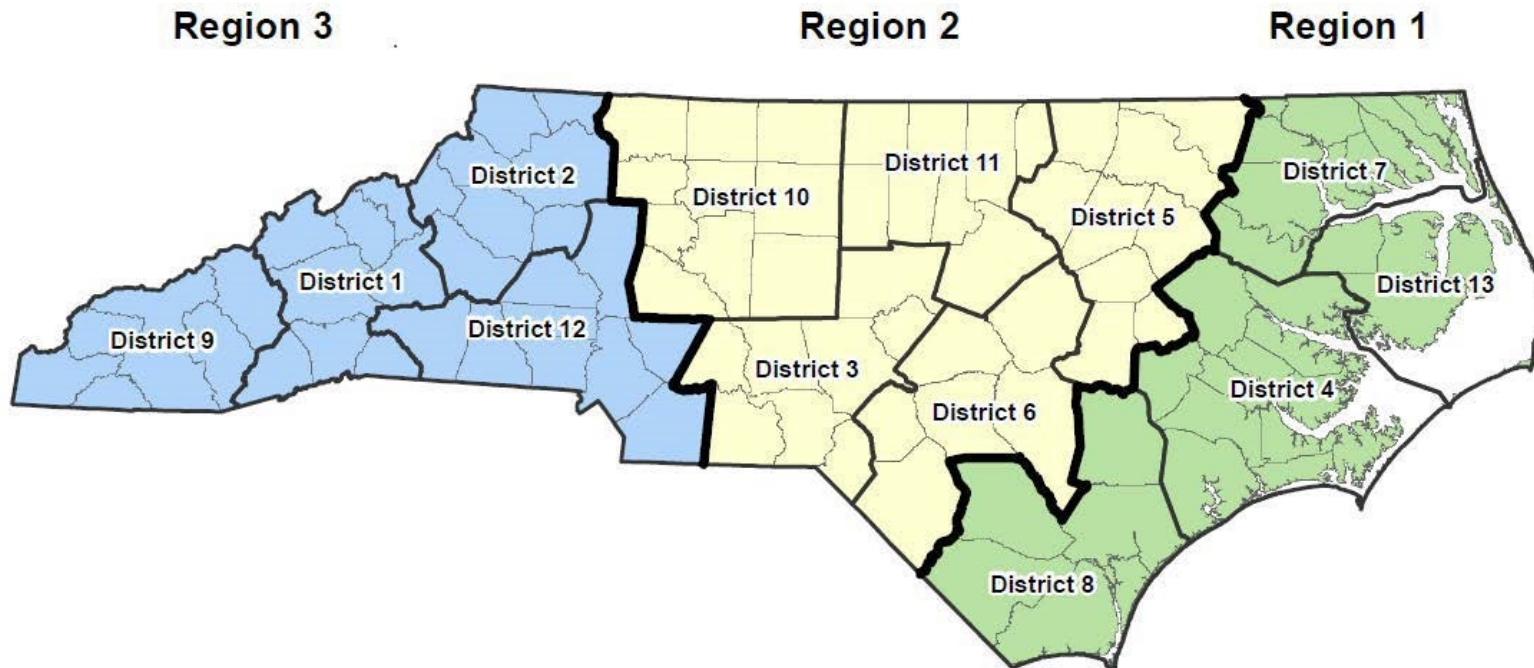 Region 3
Region 2
Region 1
District 2
District 11
District 7
District 10
District 5
District 1
District 13
District 9
District 12
District 3
District 4
District 6
District 8